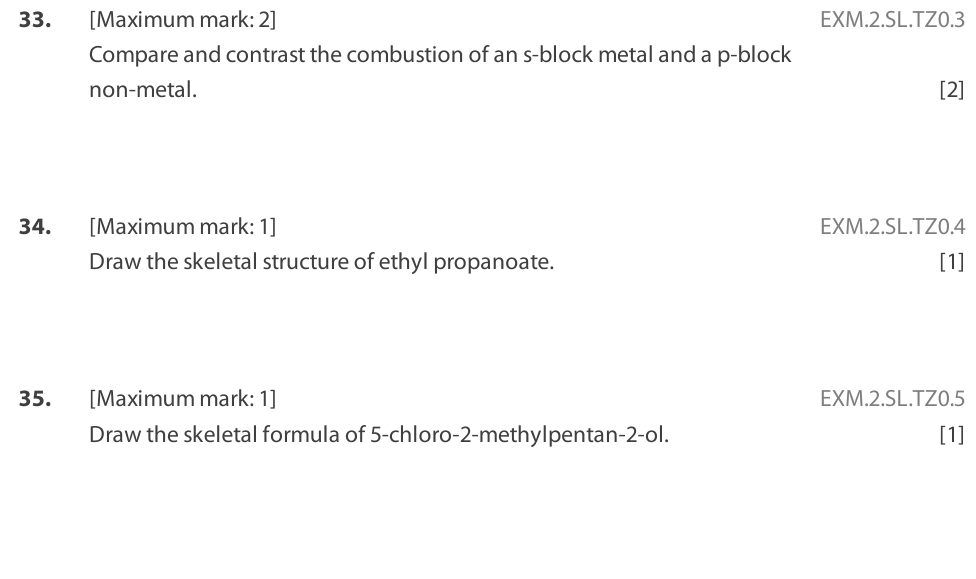 33. [Maximum mark: 2] EXM.2.SL.TZ0.3
Compare and contrast the combustion of an s-block metal and a p-block
non-metal. [2]
34. [Maximum mark: 1] EXM.2.SL.TZ0.4
Draw the skeletal structure of ethyl propanoate. [1]
35. [Maximum mark: 1] EXM.2.SL.TZ0.5
Draw the skeletal formula of 5-chloro-2-methylpentan-2-ol. [1]